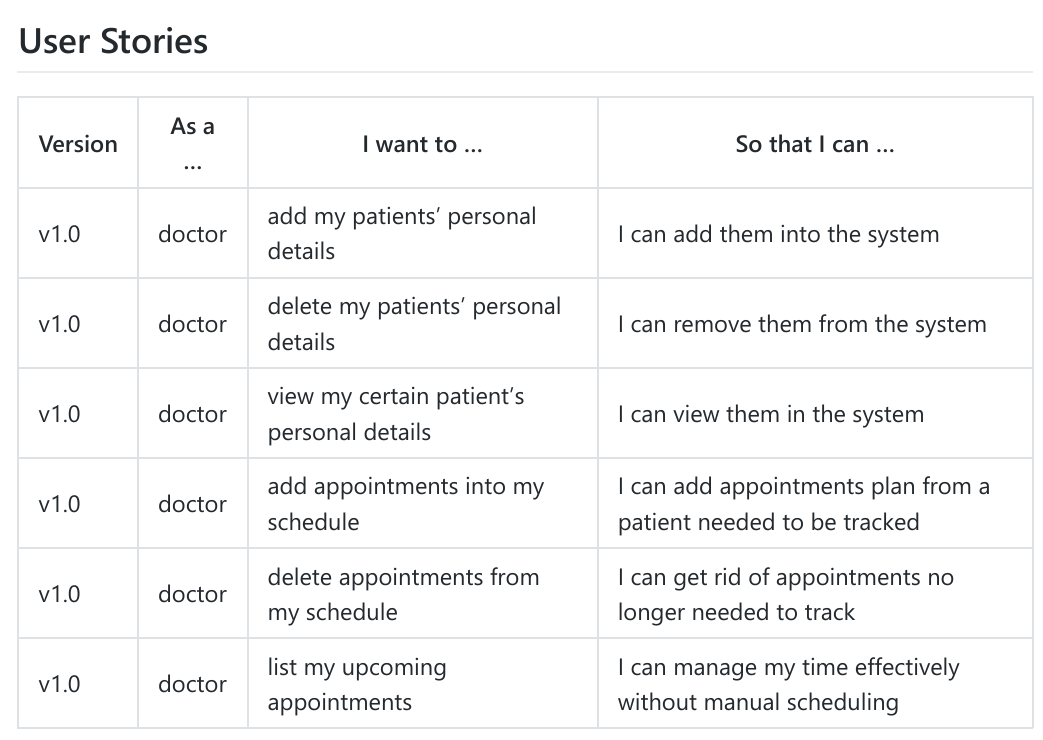 User Stories
Version
As a
...
I want to ...
So that I can ...
v1.0
doctor
add my patients’ personal
details
I can add them into the system
v1.0
doctor
delete my patients’ personal
details
I can remove them from the system
v1.0
doctor
view my certain patient’s
personal details
I can view them in the system
v1.0
doctor
add appointments into my
schedule
I can add appointments plan from a
patient needed to be tracked
v1.0
doctor
delete appointments from
my schedule
I can get rid of appointments no
longer needed to track
v1.0
doctor
list my upcoming
appointments
I can manage my time effectively
without manual scheduling